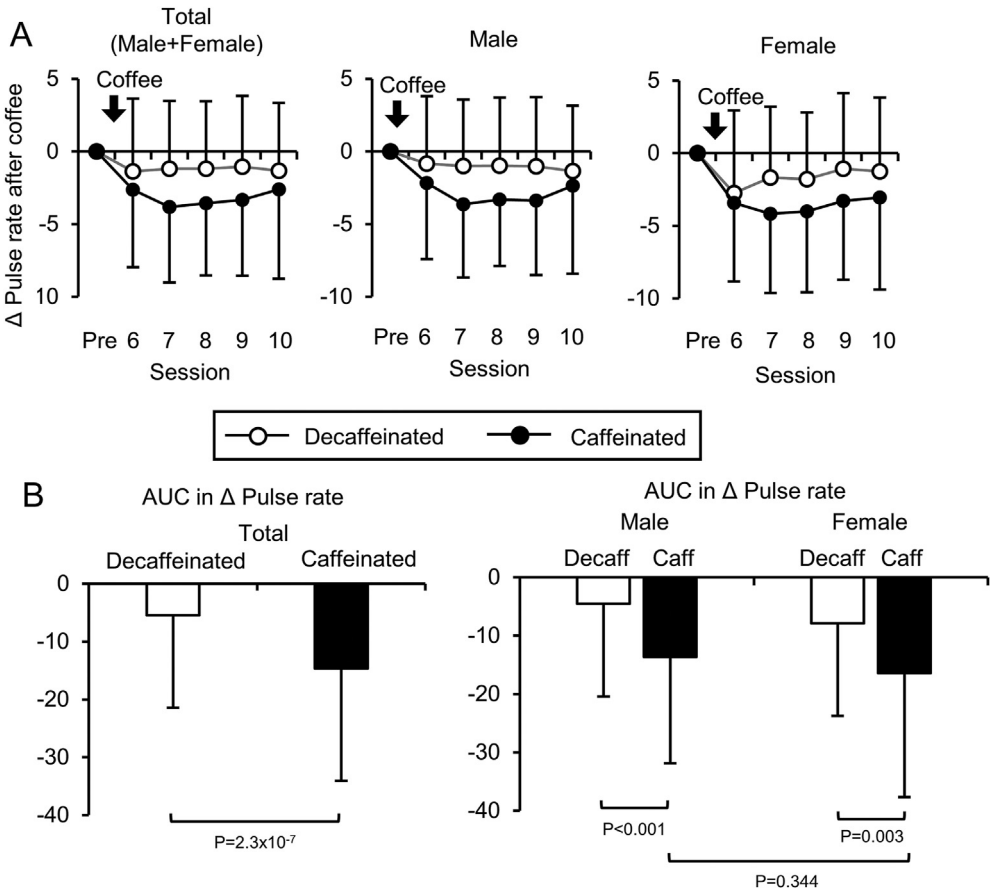 A
Total
(Male+Female)
Male
Female
Δ Pulse rate after coffee
5
0
-5
10
Coffee
Pre 6 7 8 9 10
Session
5
0
-5
-10
Coffee
Pre 6 7 8 9 10
Session
5
0
-5
-10
Coffee
Pre 6 7 8 9 10
Session
Decaffeinated Caffeinated
B
AUC in Δ Pulse rate
Total
Decaffeinated Caffeinated
0
-10
-20
-30
-40
P=2.3x10-7
AUC in Δ Pulse rate
Male Female
Decaff Caff Decaff Caff
0
-10
-20
-30
-40
P<0.001
P=0.003
P=0.344